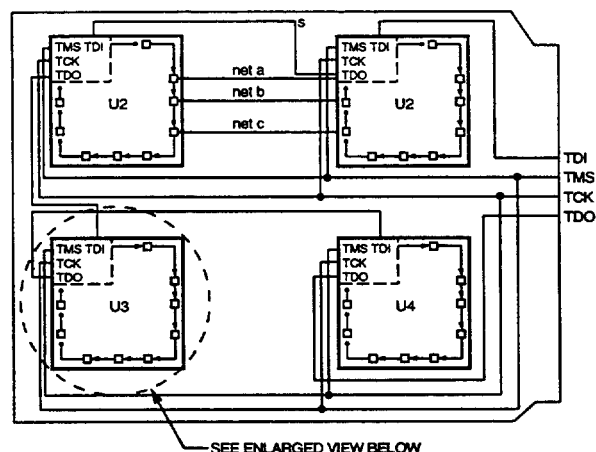 s
TMS TDI
TCK
TDO
U2
net a
net b
net c
TMS TDI
TCK
TDO
U2
TDI
TMS
TCK
TDO
TMS TDI
TCK
TDO
U3
TMS TDI
TCK
TDO
U4
SEE ENLARGED VIEW BELOW